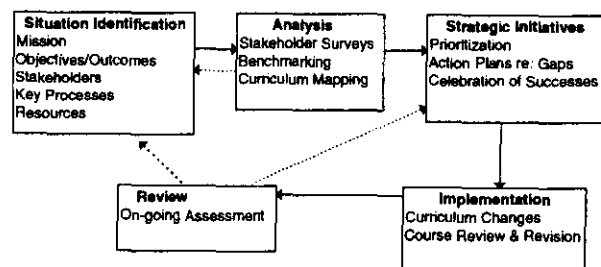 Situation Identification
Mission
Objectives/Outcomes
Stakeholders
Key Processes
Resources
Analysis
Stakeholder Surveys
Benchmarking
Curriculum Mapping
Strategic Initiatives
Prioritization
Action Plans re: Gaps
Celebration of Successes
Review
On-going Assessment
Implementation
Curriculum Changes
Course Review & Revision